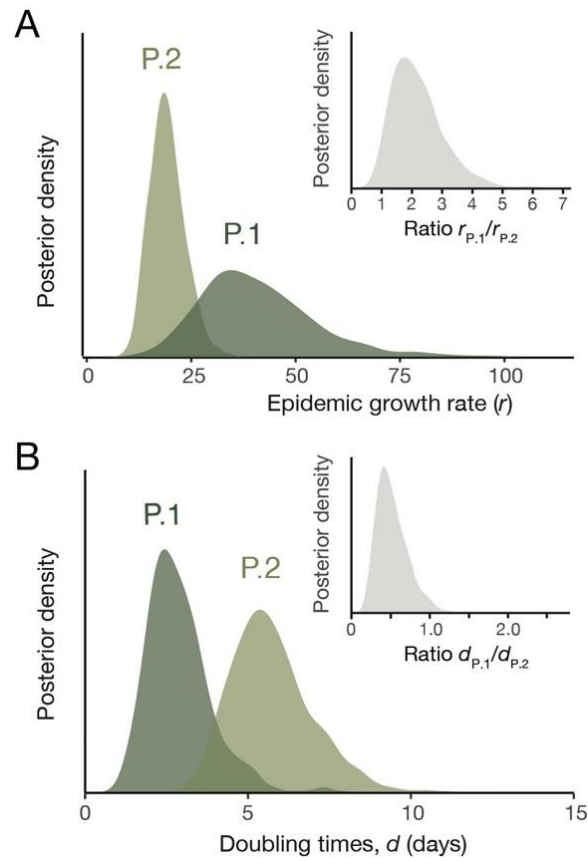 A
P.2
P.1
Posterior density
0 25 50 75 100
Epidemic growth rate (r)
Posterior density
0 1 2 3 4 5 6 7
Ratio rP.1/rP.2
B
P.1
P.2
Posterior density
0 5 10 15
Doubling times, d (days)
Posterior density
0 1.0 2.0
Ratio dP.1/dP.2